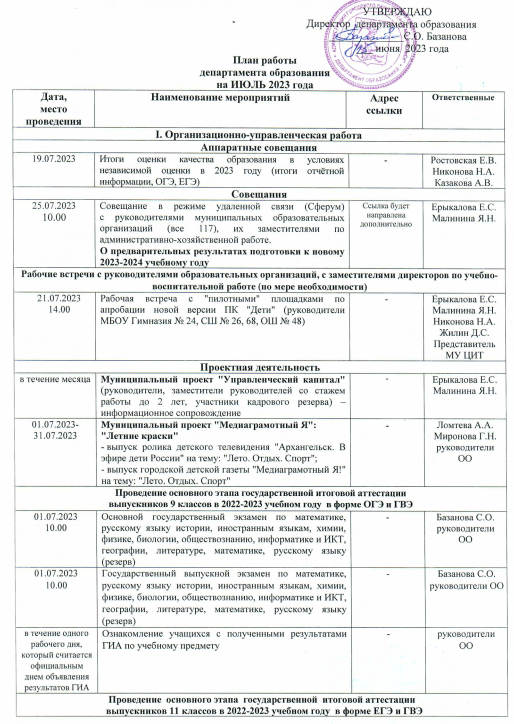 УТВЕРЖДАЮ
Директор департамента образования
С.О. Базанова
июня 2023 года
План работы
департамента образования
на ИЮЛЬ 2023 года
Дата, место проведения
Наименование мероприятий
Адрес ссылки
Ответственные
I. Организационно-управленческая работа
Аппаратные совещания
19.07.2023
Итоги оценки качества образования в условиях
независимой оценки в 2023 году (итоги отчётной
информации, ОГЭ, ЕГЭ)
-
Ростовская Е.В.
Никонова Н.А.
Казакова А.В.
Совещания
25.07.2023
10.00
Совещание в режиме удаленной связи (Сферум)
с руководителями муниципальных образовательных
организаций (все 117), их заместителями по
административно-хозяйственной работе.
О предварительных результатах подготовки к новому
2023-2024 учебному году
Ссылка будет
направлена
дополнительно
Ерыкалова Е.С.
Малинина Я.Н.
Рабочие встречи с руководителями образовательных организаций, с заместителями директоров по учебно-
воспитательной работе (по мере необходимости)
21.07.2023
14.00
Рабочая встреча с "пилотными" площадками по
апробации новой версии ПК "Дети" (руководители
МБОУ Гимназия № 24, СШ № 26, 68, ОШ № 48)
-
Ерыкалова Е.С.
Малинина Я.Н.
Никонова Н.А.
Жилин Д.С.
Представитель
МУ ЦИТ
Проектная деятельность
в течение месяца
Муниципальный проект "Управленческий капитал"
(руководители, заместители руководителей со стажем
работы до 2 лет, участники кадрового резерва) –
информационное сопровождение
-
Ерыкалова Е.С.
Малинина Я.Н.
01.07.2023-
31.07.2023
Муниципальный проект "Медиаграмотный Я":
"Летние краски"
- выпуск ролика детского телевидения "Архангельск. В
эфире дети России" на тему: "Лето. Отдых. Спорт";
- выпуск городской детской газеты "Медиаграмотный Я!"
на тему: "Лето. Отдых. Спорт"
-
Ломтева А.А.
Миронова Г.Н.
руководители
ОО
Проведение основного этапа государственной итоговой аттестации
выпускников 9 классов в 2022-2023 учебном году в форме ОГЭ и ГВЭ
01.07.2023
10.00
Основной государственный экзамен по математике,
русскому языку истории, иностранным языкам, химии,
физике, биологии, обществознанию, информатике и ИКТ,
географии, литературе, математике, русскому языку
(резерв)
-
Базанова С.О.
руководители
ОО
01.07.2023
10.00
Государственный выпускной экзамен по математике,
русскому языку истории, иностранным языкам, химии,
физике, биологии, обществознанию, информатике и ИКТ,
географии, литературе, математике, русскому языку
(резерв)
-
Базанова С.О.
руководители ОО
в течение одного
рабочего дня,
который считается
официальным
днем объявления
результатов ГИА
Ознакомление учащихся с полученными результатами
ГИА по учебному предмету
-
руководители
ОО
Проведение основного этапа государственной итоговой аттестации
выпускников 11 классов в 2022-2023 учебном году в форме ЕГЭ и ГВЭ